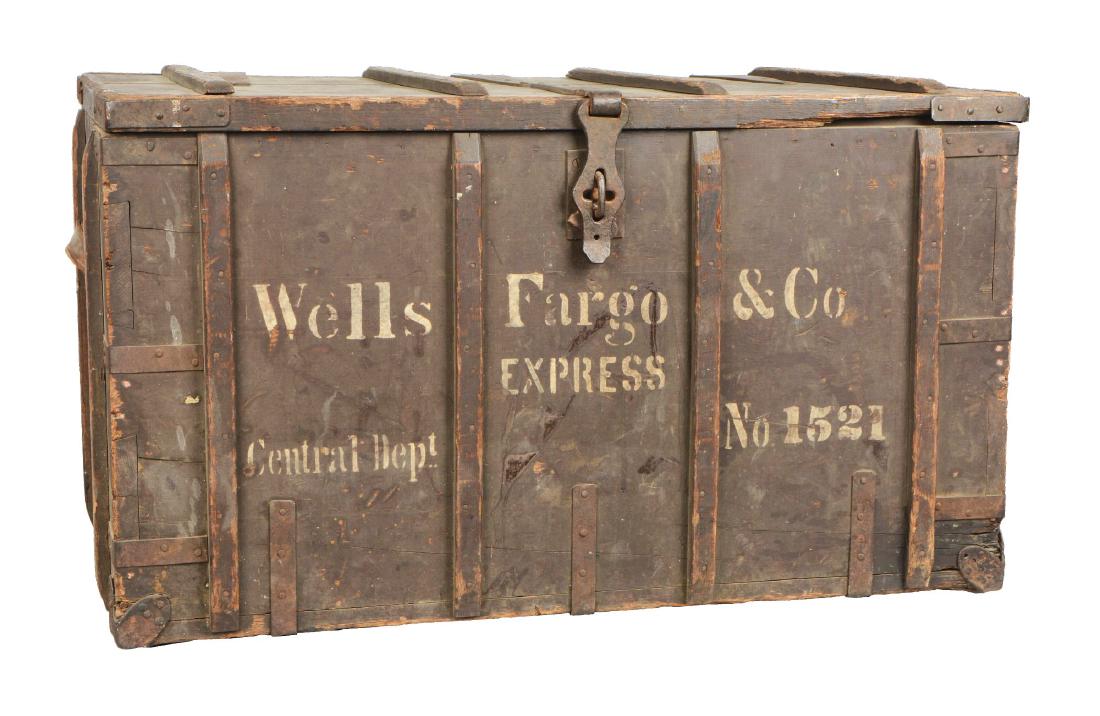 Wells Fargo & Co
EXPRESS
Central Dept No 1521